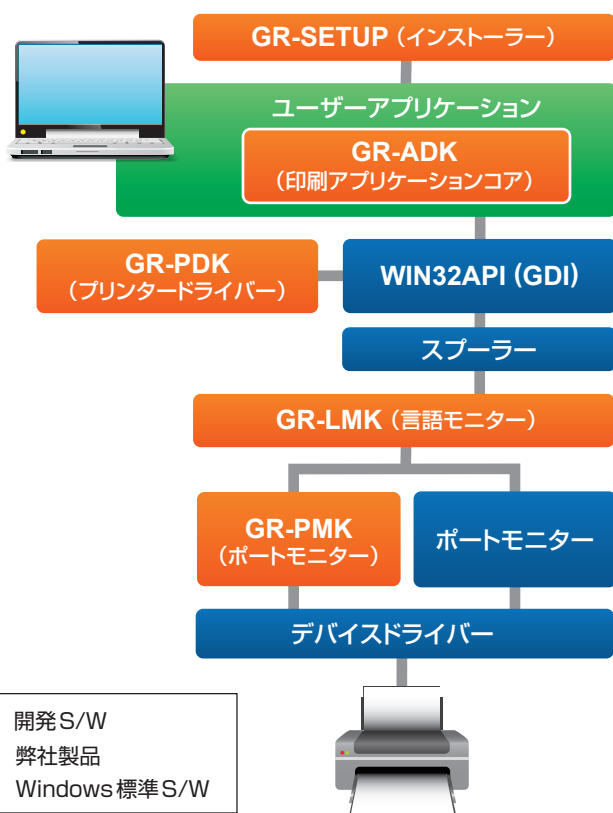 GR-SETUP（インストーラー）
ユーザーアプリケーション
GR-ADK
（印刷アプリケーションコア）
GR-PDK
（プリンタードライバー）
WIN32API（GDI）
スプーラー
GR-LMK（言語モニター）
GR-PMK
（ポートモニター）
ポートモニター
デバイスドライバー
開発S/W
弊社製品
Windows標準S/W